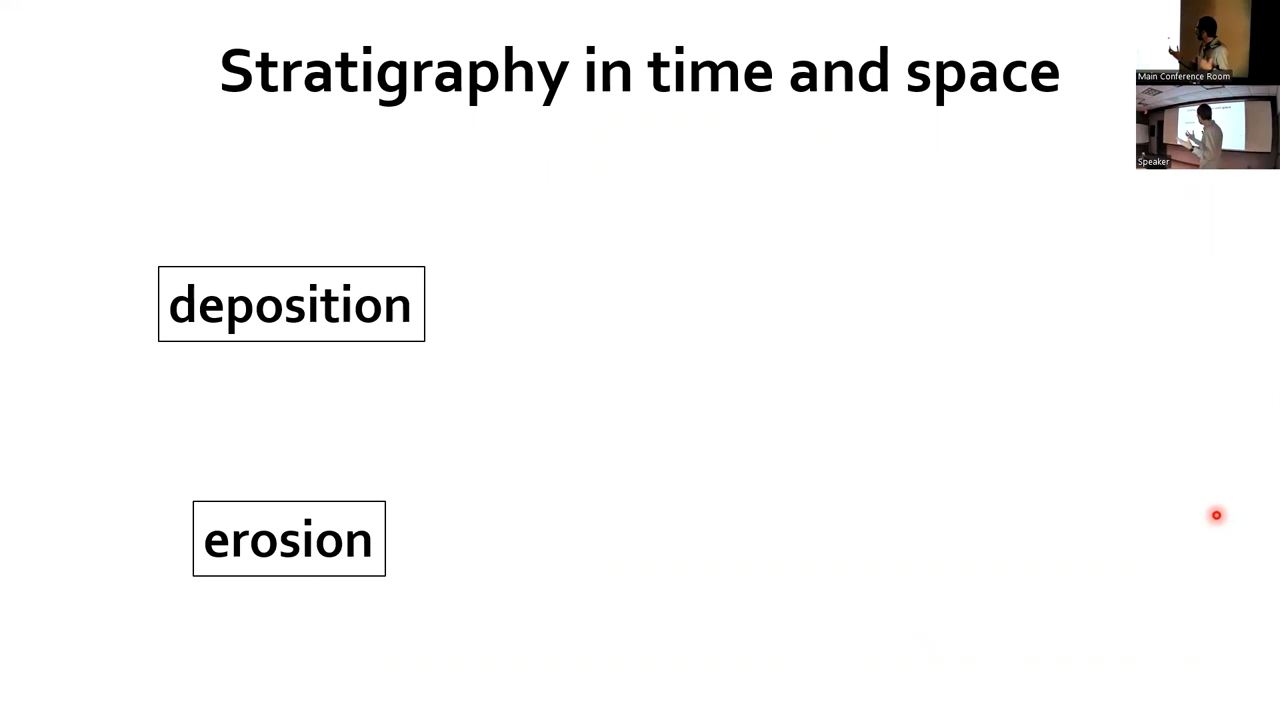 Stratigraphy in time and space
Main Conference Room
Speaker
deposition
erosion